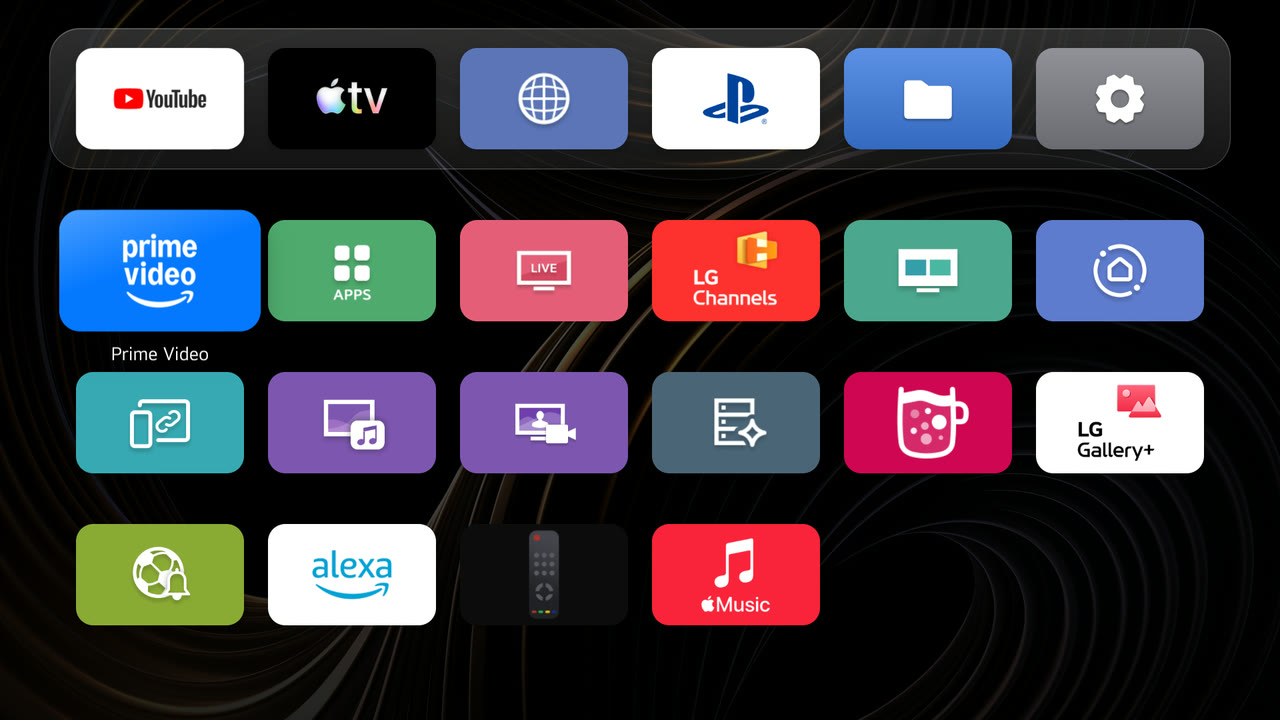 YouTube
tv
prime
video
APPS
LIVE
LG
Channels
Prime Video
LG
Gallery+
alexa
Music